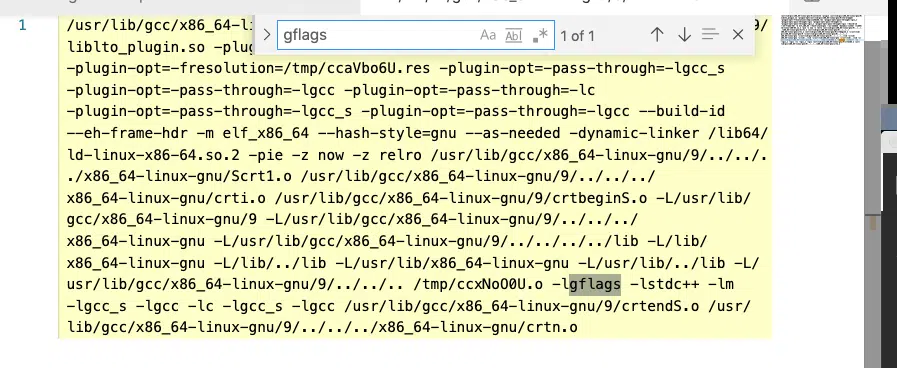 gflags
Aa Abl .* 1 of 1
1
/usr/lib/gcc/x86_64-li 9/
liblto_plugin.so -plug
-plugin-opt=-fresolution=/tmp/ccaVbo6U.res -plugin-opt=-pass-through=-lgcc_s
-plugin-opt=-pass-through=-lgcc -plugin-opt=-pass-through=-lc
-plugin-opt=-pass-through=-lgcc_s -plugin-opt=-pass-through=-lgcc --build-id
--eh-frame-hdr -m elf_x86_64 --hash-style=gnu --as-needed -dynamic-linker /lib64/
ld-linux-x86-64.so.2 -pie -z now -z relro /usr/lib/gcc/x86_64-linux-gnu/9/../../.
./x86_64-linux-gnu/Scrt1.o /usr/lib/gcc/x86_64-linux-gnu/9/../../../
x86_64-linux-gnu/crti.o /usr/lib/gcc/x86_64-linux-gnu/9/crtbeginS.o -L/usr/lib/
gcc/x86_64-linux-gnu/9 -L/usr/lib/gcc/x86_64-linux-gnu/9/../../../
x86_64-linux-gnu -L/usr/lib/gcc/x86_64-linux-gnu/9/../../../../lib -L/lib/
x86_64-linux-gnu -L/lib/../lib -L/usr/lib/x86_64-linux-gnu -L/usr/lib/../lib -L/
usr/lib/gcc/x86_64-linux-gnu/9/../../.. /tmp/ccxNoO0U.o -lgflags -lstdc++ -lm
-lgcc_s -lgcc -lc -lgcc_s -lgcc /usr/lib/gcc/x86_64-linux-gnu/9/crtendS.o /usr/
lib/gcc/x86_64-linux-gnu/9/../../../x86_64-linux-gnu/crtn.o